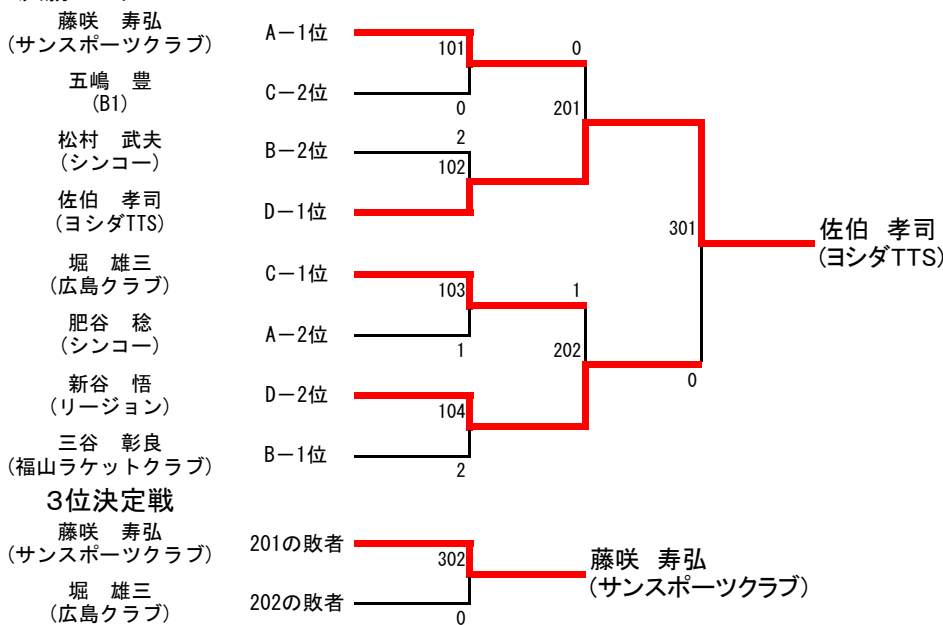 藤咲 寿弘
(サンスポーツクラブ)
A-1位
101
0
五嶋 豊
(B1)
C-2位
0
201
松村 武夫
(シンコー)
B-2位
2
102
佐伯 孝司
(ヨシダTTS)
D-1位
301
佐伯 孝司
(ヨシダTTS)
堀 雄三
(広島クラブ)
C-1位
103
1
肥谷 稔
(シンコー)
A-2位
1
202
0
新谷 悟
(リージョン)
D-2位
104
三谷 彰良
(福山ラケットクラブ)
B-1位
2
3位決定戦
藤咲 寿弘
(サンスポーツクラブ)
201の敗者
302
藤咲 寿弘
(サンスポーツクラブ)
堀 雄三
(広島クラブ)
202の敗者
0